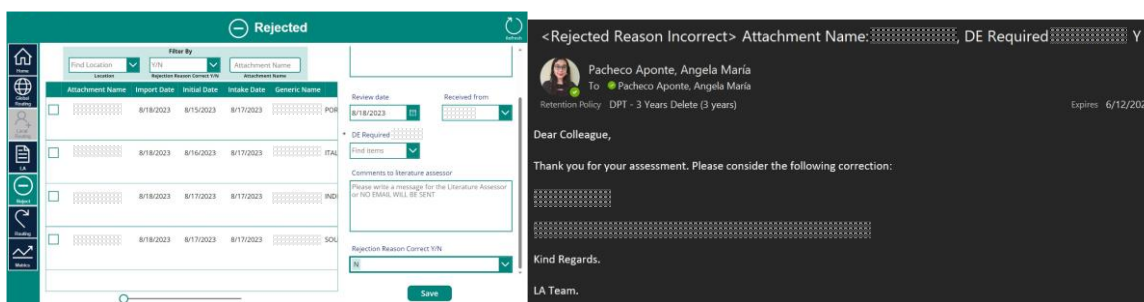 Rejected
Refresh
Home
Global Routing
Local Routing
LA
Reject
Routing
Metrics
Filter By
Find Location
Y/N
Attachment Name
Location
Rejection Reason Correct Y/N
Attachment Name
Attachment Name Import Date Initial Date Intake Date Generic Name
8/18/2023 8/15/2023 8/17/2023 POR
8/18/2023 8/16/2023 8/17/2023 ITAL
8/18/2023 8/17/2023 8/17/2023 INDI
8/18/2023 8/17/2023 8/17/2023 SOL
Review date
Received from
8/18/2023
* DE Required
Find items
Comments to literature assessor
Please write a message for the Literature Assessor
or NO EMAIL WILL BE SENT
Rejection Reason Correct Y/N
N
Save
<Rejected Reason Incorrect> Attachment Name: , DE Required Y
Pacheco Aponte, Angela María
To Pacheco Aponte, Angela María
Retention Policy DPT - 3 Years Delete (3 years)
Expires 6/12/202
Dear Colleague,
Thank you for your assessment. Please consider the following correction:
Kind Regards.
LA Team.